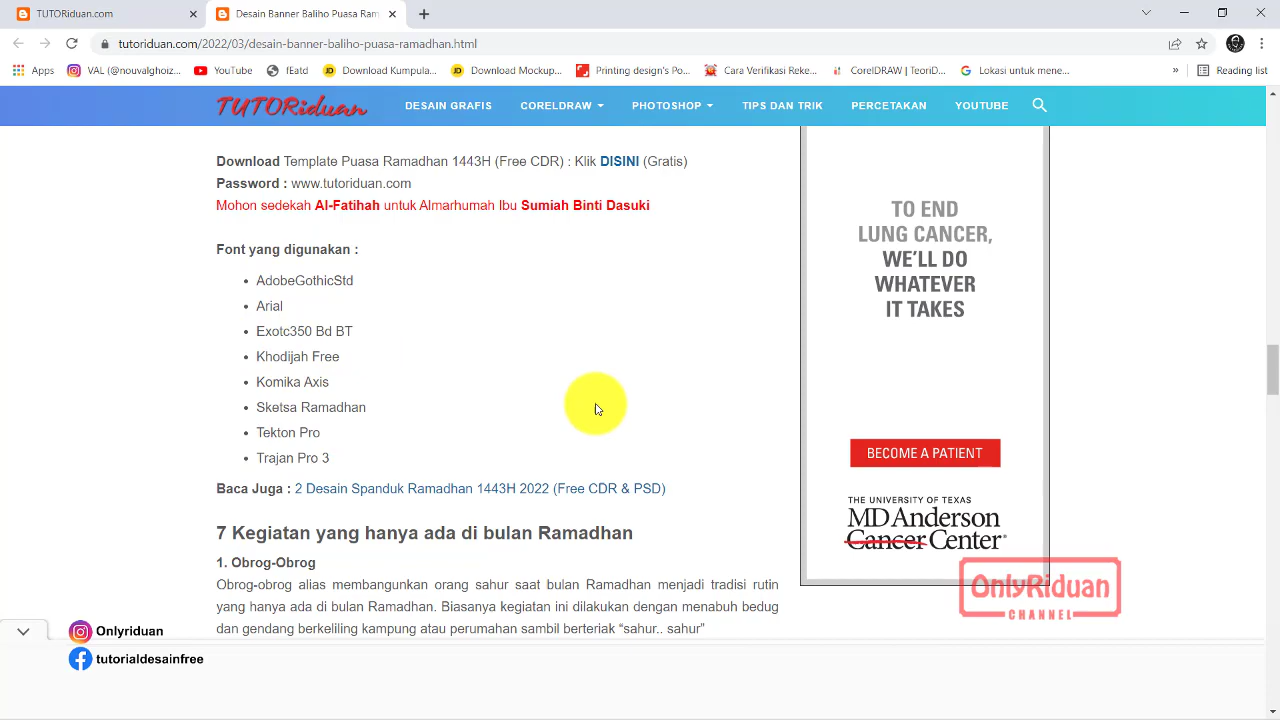 TUTORiduan.com
Desain Banner Baliho Puasa Ram
tutoriduan.com/2022/03/desain-banner-baliho-puasa-ramadhan.html
Apps
VAL (@nouvalghoiz...
YouTube
fEatd
Download Kumpula...
Download Mockup...
Printing design's Po...
Cara Verifikasi Reke...
CorelDRAW | TeoriD...
Lokasi untuk mene...
»
Reading list
TUTORiduan
DESAIN GRAFIS
CORELDRAW
PHOTOSHOP
TIPS DAN TRIK
PERCETAKAN
YOUTUBE
Download Template Puasa Ramadhan 1443H (Free CDR) : Klik DISINI (Gratis)
Password : www.tutoriduan.com
Mohon sedekah Al-Fatihah untuk Almarhumah Ibu Sumiah Binti Dasuki
Font yang digunakan :
• AdobeGothicStd
• Arial
• Exotc350 Bd BT
• Khodijah Free
• Komika Axis
• Sketsa Ramadhan
• Tekton Pro
• Trajan Pro 3
Baca Juga : 2 Desain Spanduk Ramadhan 1443H 2022 (Free CDR & PSD)
7 Kegiatan yang hanya ada di bulan Ramadhan
1. Obrog-Obrog
Obrog-obrog alias membangunkan orang sahur saat bulan Ramadhan menjadi tradisi rutin
yang hanya ada di bulan Ramadhan. Biasanya kegiatan ini dilakukan dengan menabuh bedug
dan gendang berkeliling kampung atau perumahan sambil berteriak “sahur.. sahur”
TO END
LUNG CANCER,
WE'LL DO
WHATEVER
IT TAKES
BECOME A PATIENT
THE UNIVERSITY OF TEXAS
MD Anderson
Cancer Center
OnlyRiduan
CHANNEL
Onlyriduan
tutorialdesainfree